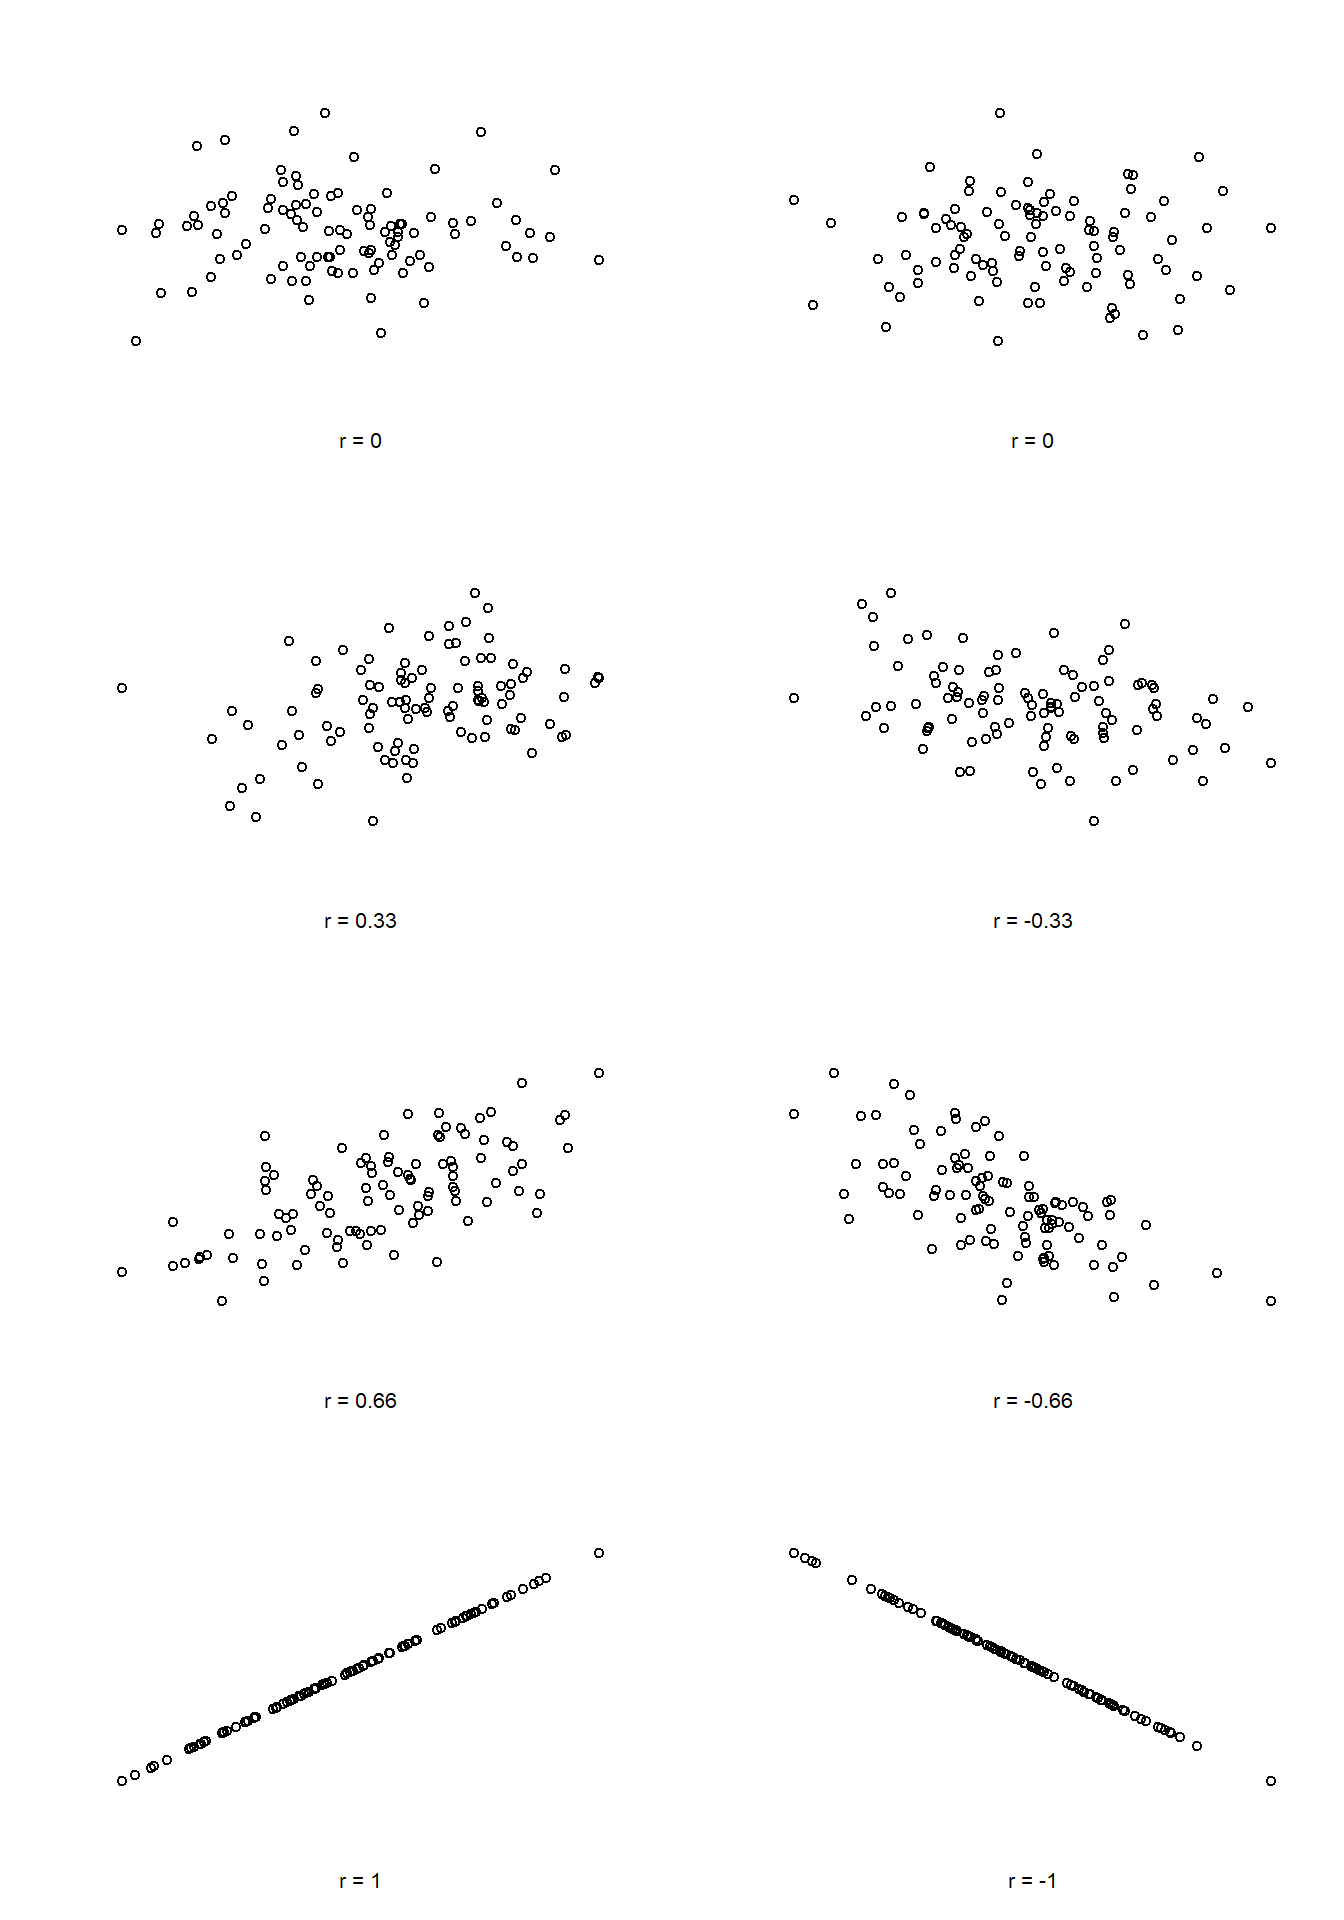 r = 0
r = 0
r = 0.33
r = -0.33
r = 0.66
r = -0.66
r = 1
r = -1